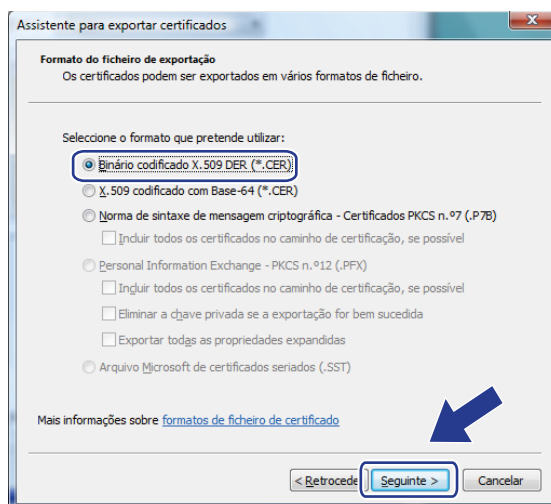 Assistente para exportar certificados
Formato do ficheiro de exportação
Os certificados podem ser exportados em vários formatos de ficheiro.
Seleccione o formato que pretende utilizar:
Binário codificado X.509 DER (*.CER)
X.509 codificado com Base-64 (*.CER)
Norma de sintaxe de mensagem criptográfica - Certificados PKCS n.º7 (.P7B)
Incluir todos os certificados no caminho de certificação, se possível
Personal Information Exchange - PKCS n.º12 (.PFX)
Incluir todos os certificados no caminho de certificação, se possível
Eliminar a chave privada se a exportação for bem sucedida
Exportar todas as propriedades expandidas
Arquivo Microsoft de certificados seriados (.SST)
Mais informações sobre formatos de ficheiro de certificado
< Retrocede Seguinte > Cancelar